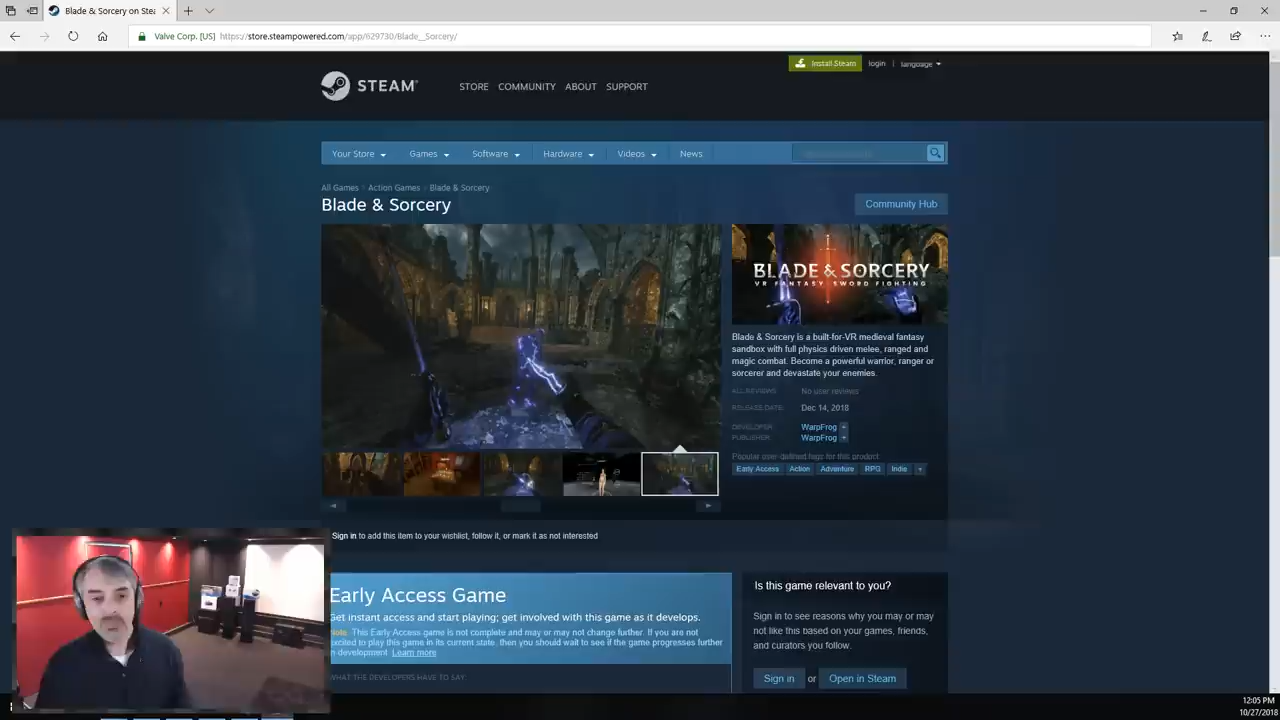 Blade & Sorcery on Stea
Valve Corp. [US] https://store.steampowered.com/app/629730/Blade__Sorcery/
Install Steam login | language
STEAM STORE COMMUNITY ABOUT SUPPORT
Your Store Games Software Hardware Videos News
All Games > Action Games > Blade & Sorcery
Blade & Sorcery
Community Hub
BLADE & SORCERY
VR FANTASY SWORD FIGHTING
Blade & Sorcery is a built-for-VR medieval fantasy
sandbox with full physics driven melee, ranged and
magic combat. Become a powerful warrior, ranger or
sorcerer and devastate your enemies.
ALL REVIEWS: No user reviews
RELEASE DATE: Dec 14, 2018
DEVELOPER: WarpFrog +
PUBLISHER: WarpFrog +
Popular user-defined tags for this product:
Early Access Action Adventure RPG Indie +
Sign in to add this item to your wishlist, follow it, or mark it as not interested
Early Access Game
Get instant access and start playing; get involved with this game as it develops.
Note: This Early Access game is not complete and may or may not change further. If you are not
excited to play this game in its current state, then you should wait to see if the game progresses further
in development. Learn more
WHAT THE DEVELOPERS HAVE TO SAY:
Is this game relevant to you?
Sign in to see reasons why you may or may
not like this based on your games, friends,
and curators you follow.
Sign in or Open in Steam
12:05 PM
10/27/2018